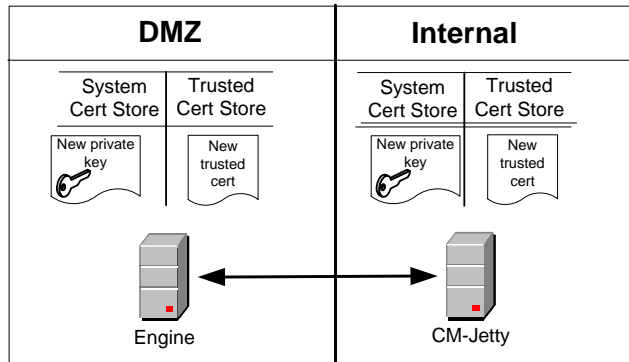 DMZ
Internal
System
Cert Store
Trusted
Cert Store
System
Cert Store
Trusted
Cert Store
New private
key
New
trusted
cert
New private
key
New
trusted
cert
Engine
CM-Jetty